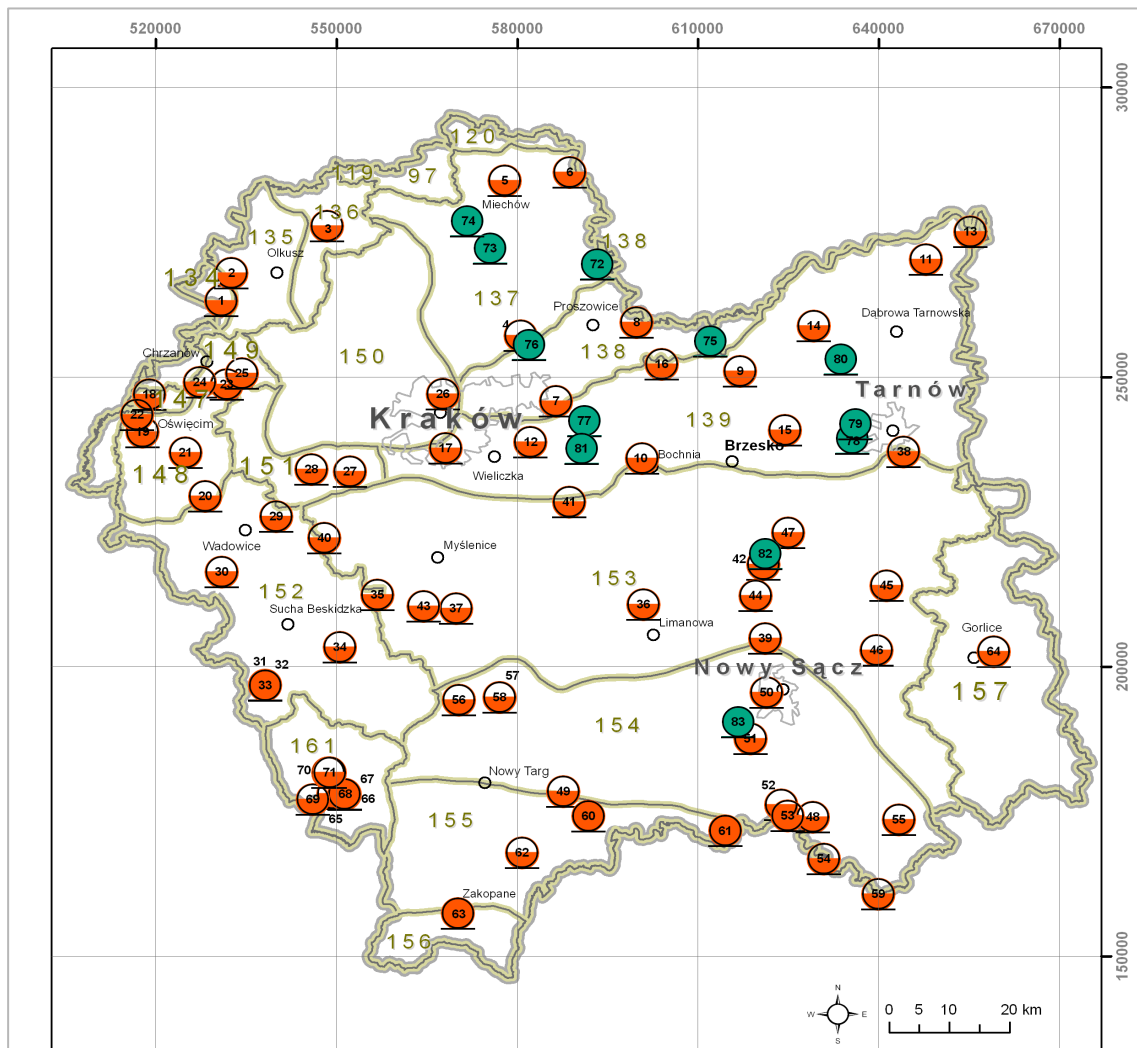 520000 550000 580000 610000 640000 670000
300000
120
119 97
5 6
Miechów
136
3
74
135
73
138
13
Olkusz
72
11
134 2
1
137
Proszowice
Dąbrowa Tarnowska
4 8 14
76 75
149
150
138
Chrzanów
80
16
9
250000
24 23 25
18 147
26
Tarnów
22 19
7
Kraków
139
Oświęcim
77
79
78
15
21
17 12 81
Brzesko
38
Bochnia
10
148
151
28 27
Wieliczka
20
41
29
40
47
Wadowice
Myślenice
82
42
30
152
153
45
35 43 37 36 44
Sucha Beskidzka
Limanowa
Gorlice
34
39
46 64
31 32
33
Nowy Sącz
200000
57
56 58
50
157
154
83
51
161
70 71
67
Nowy Targ
69 68 66
65
49
52
60
53 48 55
155
61
62
54
59
Zakopane
63
156
150000
N
W E
S
0 5 10 20 km